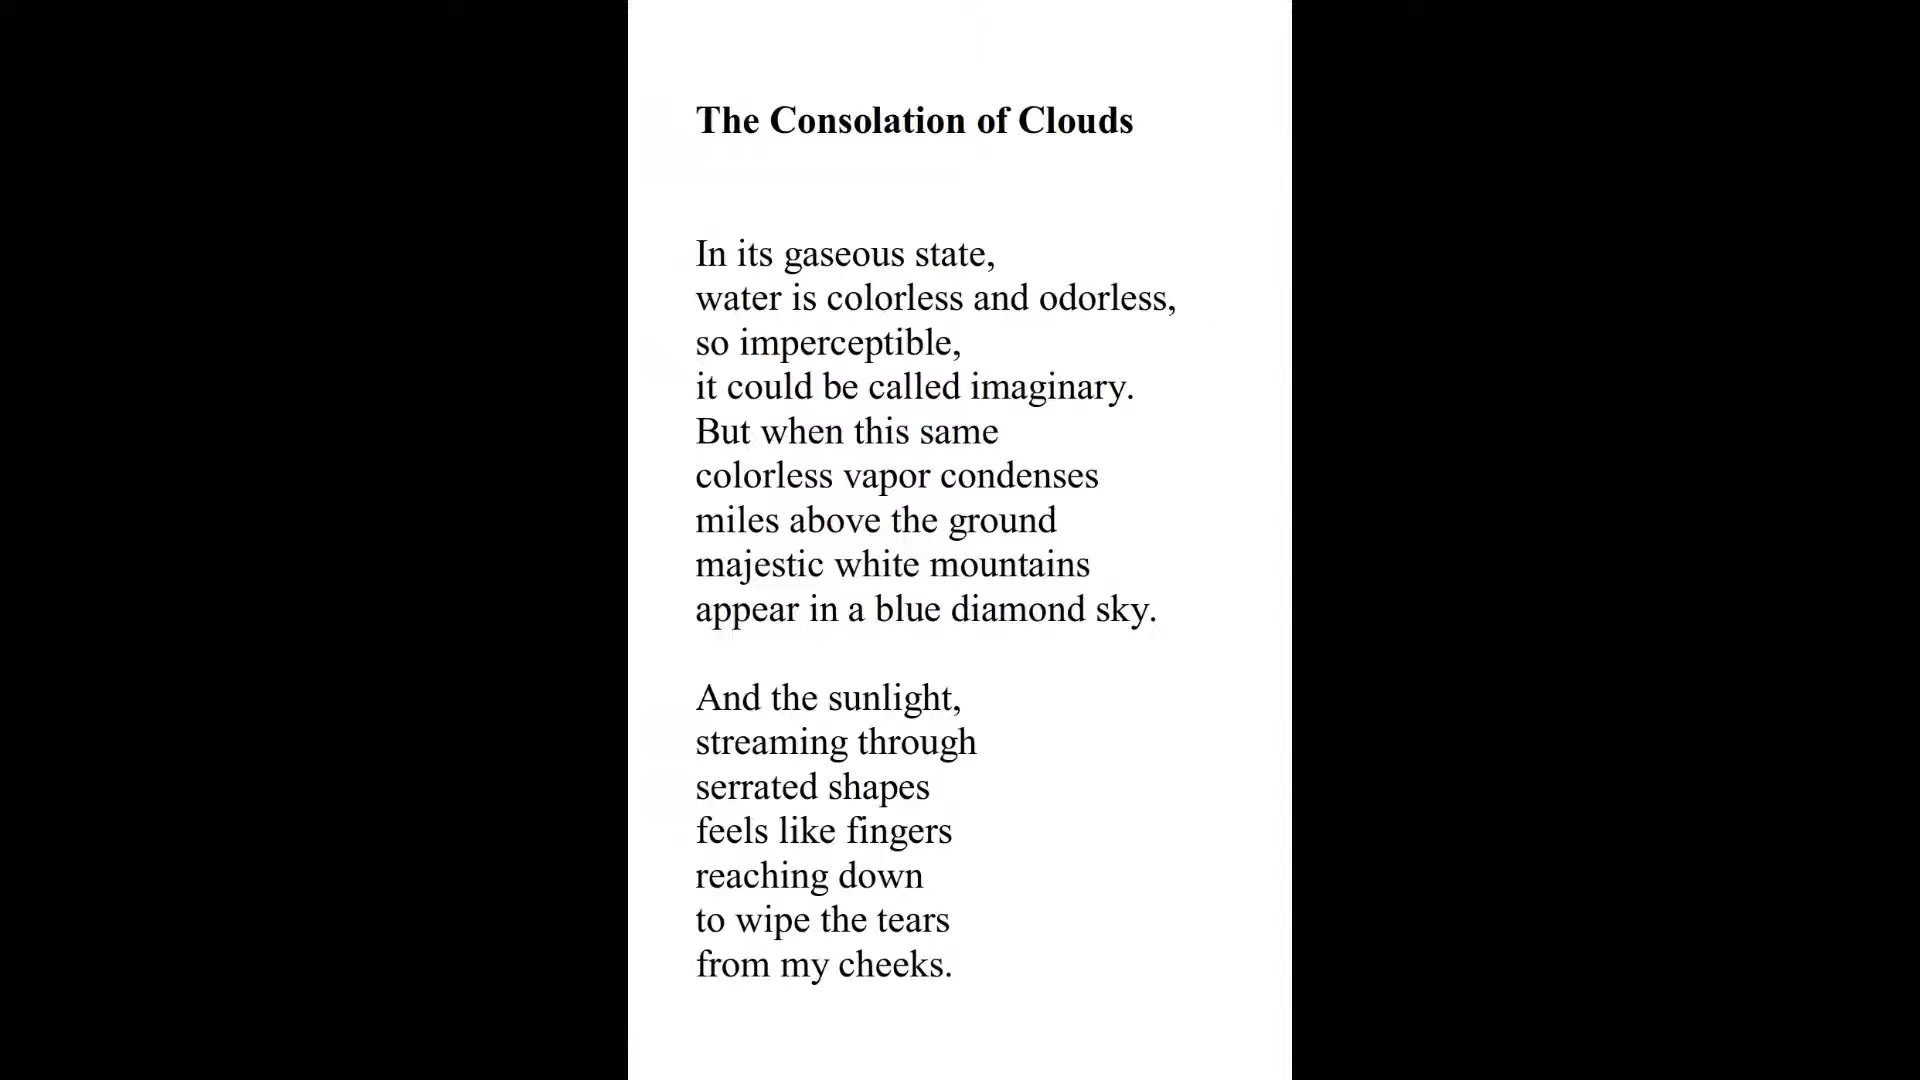 The Consolation of Clouds
In its gaseous state,
water is colorless and odorless,
so imperceptible,
it could be called imaginary.
But when this same
colorless vapor condenses
miles above the ground
majestic white mountains
appear in a blue diamond sky.
And the sunlight,
streaming through
serrated shapes
feels like fingers
reaching down
to wipe the tears
from my cheeks.